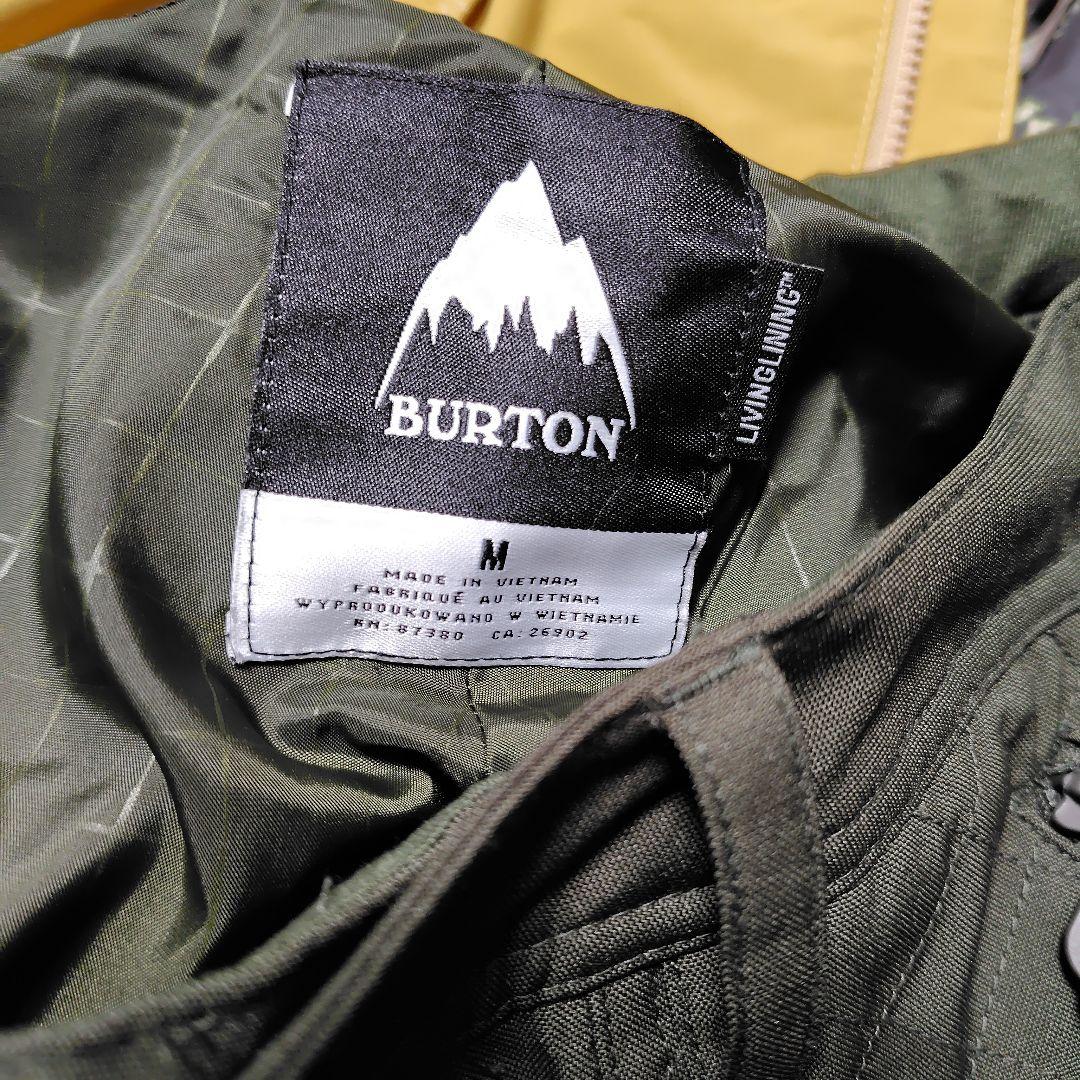 BURTON
LIVINGLINING™
M
MADE IN VIETNAM
FABRIQUÉ AU VIETNAM
WYPRODUKOWANO W WIETNAMIE
RN: 87380 CA: 26902